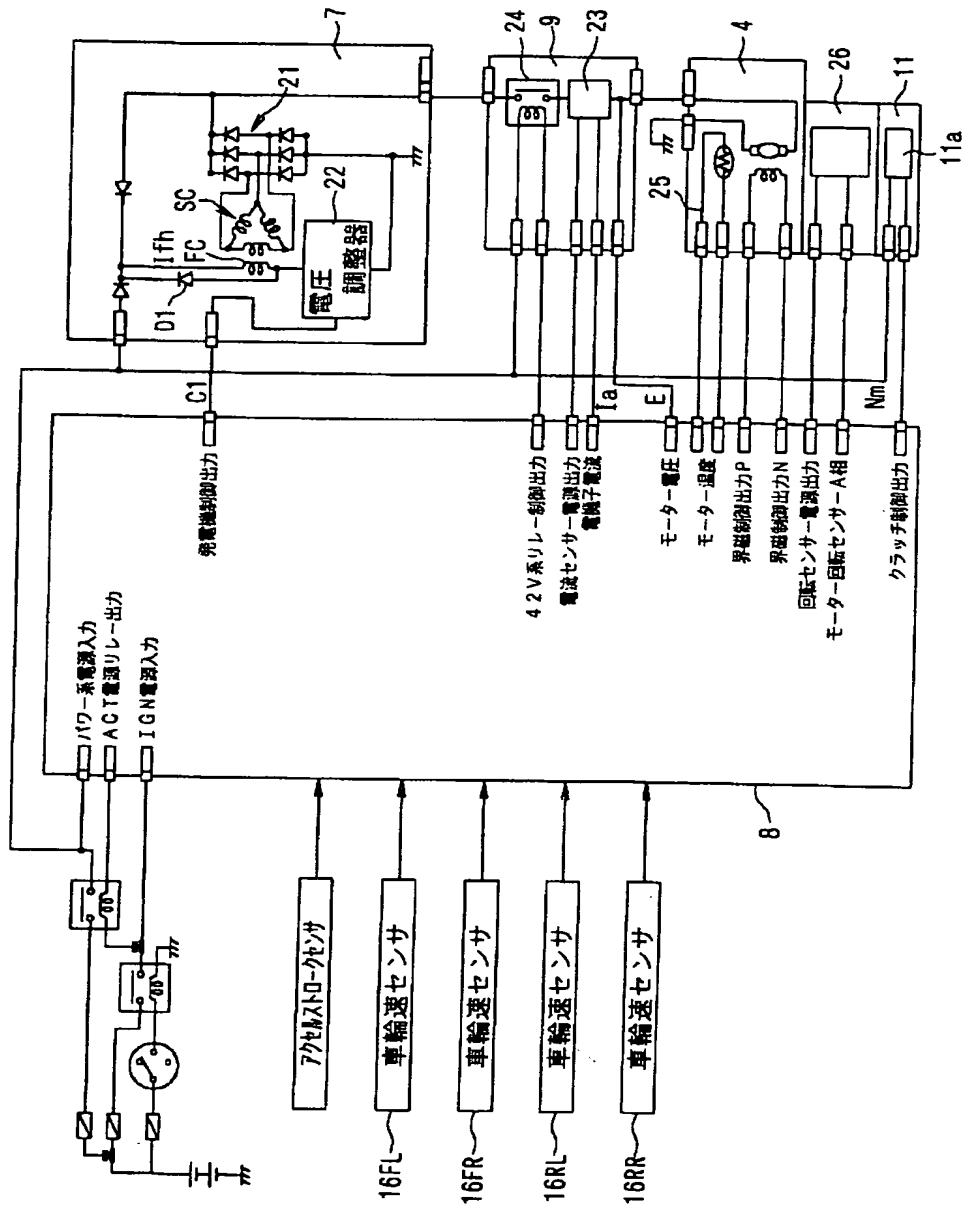 パワー系電源入力
ACT電源リレー出力
IGN電源入力
発電機制御出力
42V系リレー制御出力
電流センサー電源出力
電機子電流
モーター電圧
モーター温度
界磁制御出力P
界磁制御出力N
回転センサー電源出力
モーター回転センサーA相
クラッチ制御出力
アクセルストロークセンサ
16FL
車輪速センサ
16FR
車輪速センサ
16RL
車輪速センサ
16RR
車輪速センサ
8
C1
D1
Ifh
FC
SC
電圧
調整器
22
21
7
24
9
23
Ia
E
25
4
26
Nm
11
11a